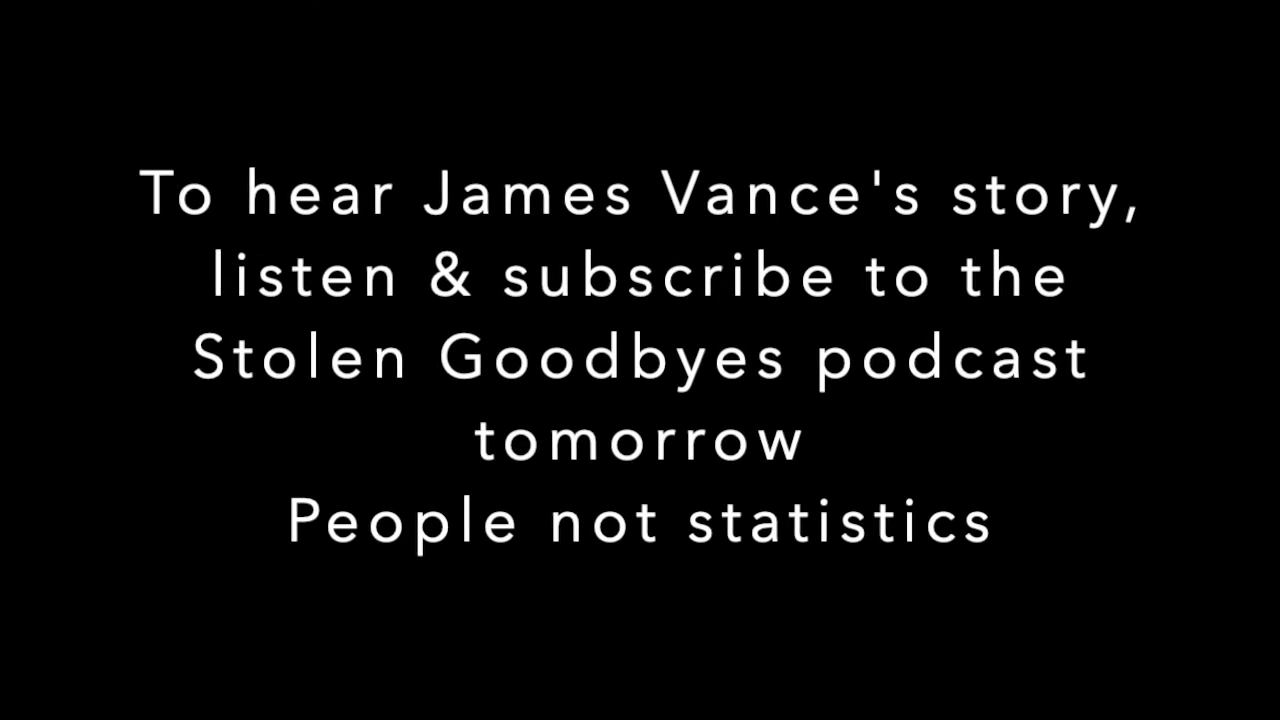 To hear James Vance's story,
listen & subscribe to the
Stolen Goodbyes podcast
tomorrow
People not statistics